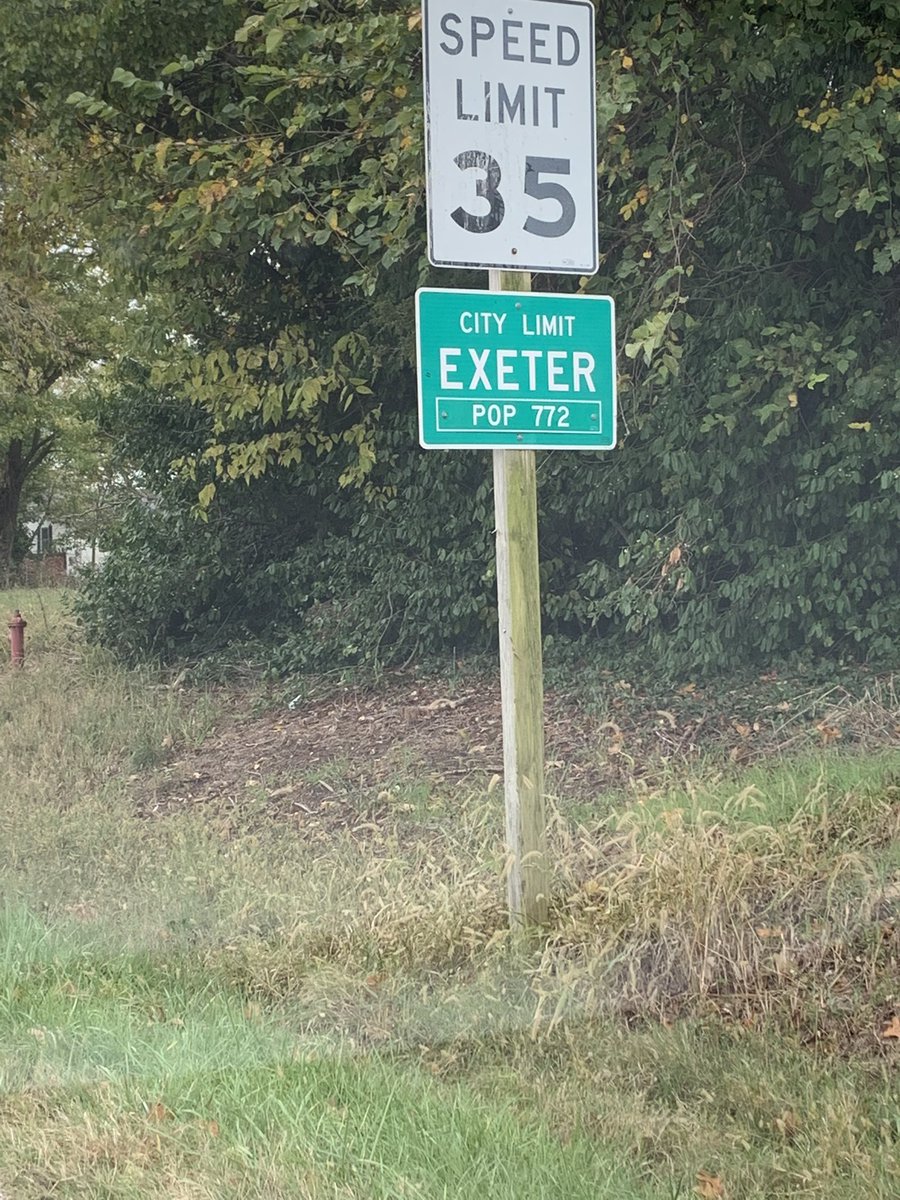 SPEED
LIMIT
35
CITY LIMIT
EXETER
POP 772